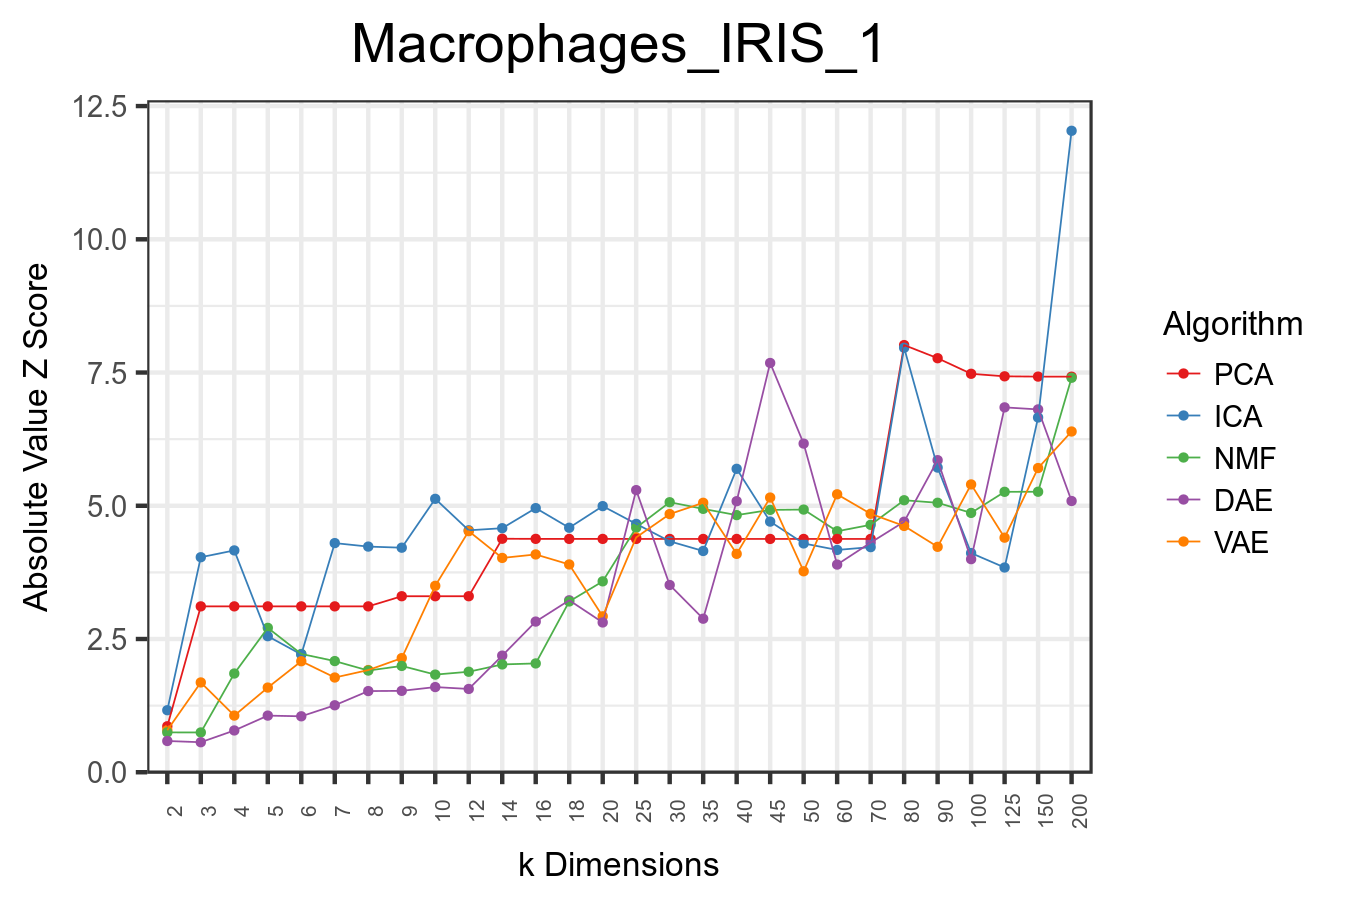 Macrophages_IRIS_1
Absolute Value Z Score
12.5
10.0
7.5
5.0
2.5
0.0
2 3 4 5 6 7 8 9 10 12 14 16 18 20 25 30 35 40 45 50 60 70 80 90 100 125 150 200
k Dimensions
Algorithm
PCA
ICA
NMF
DAE
VAE